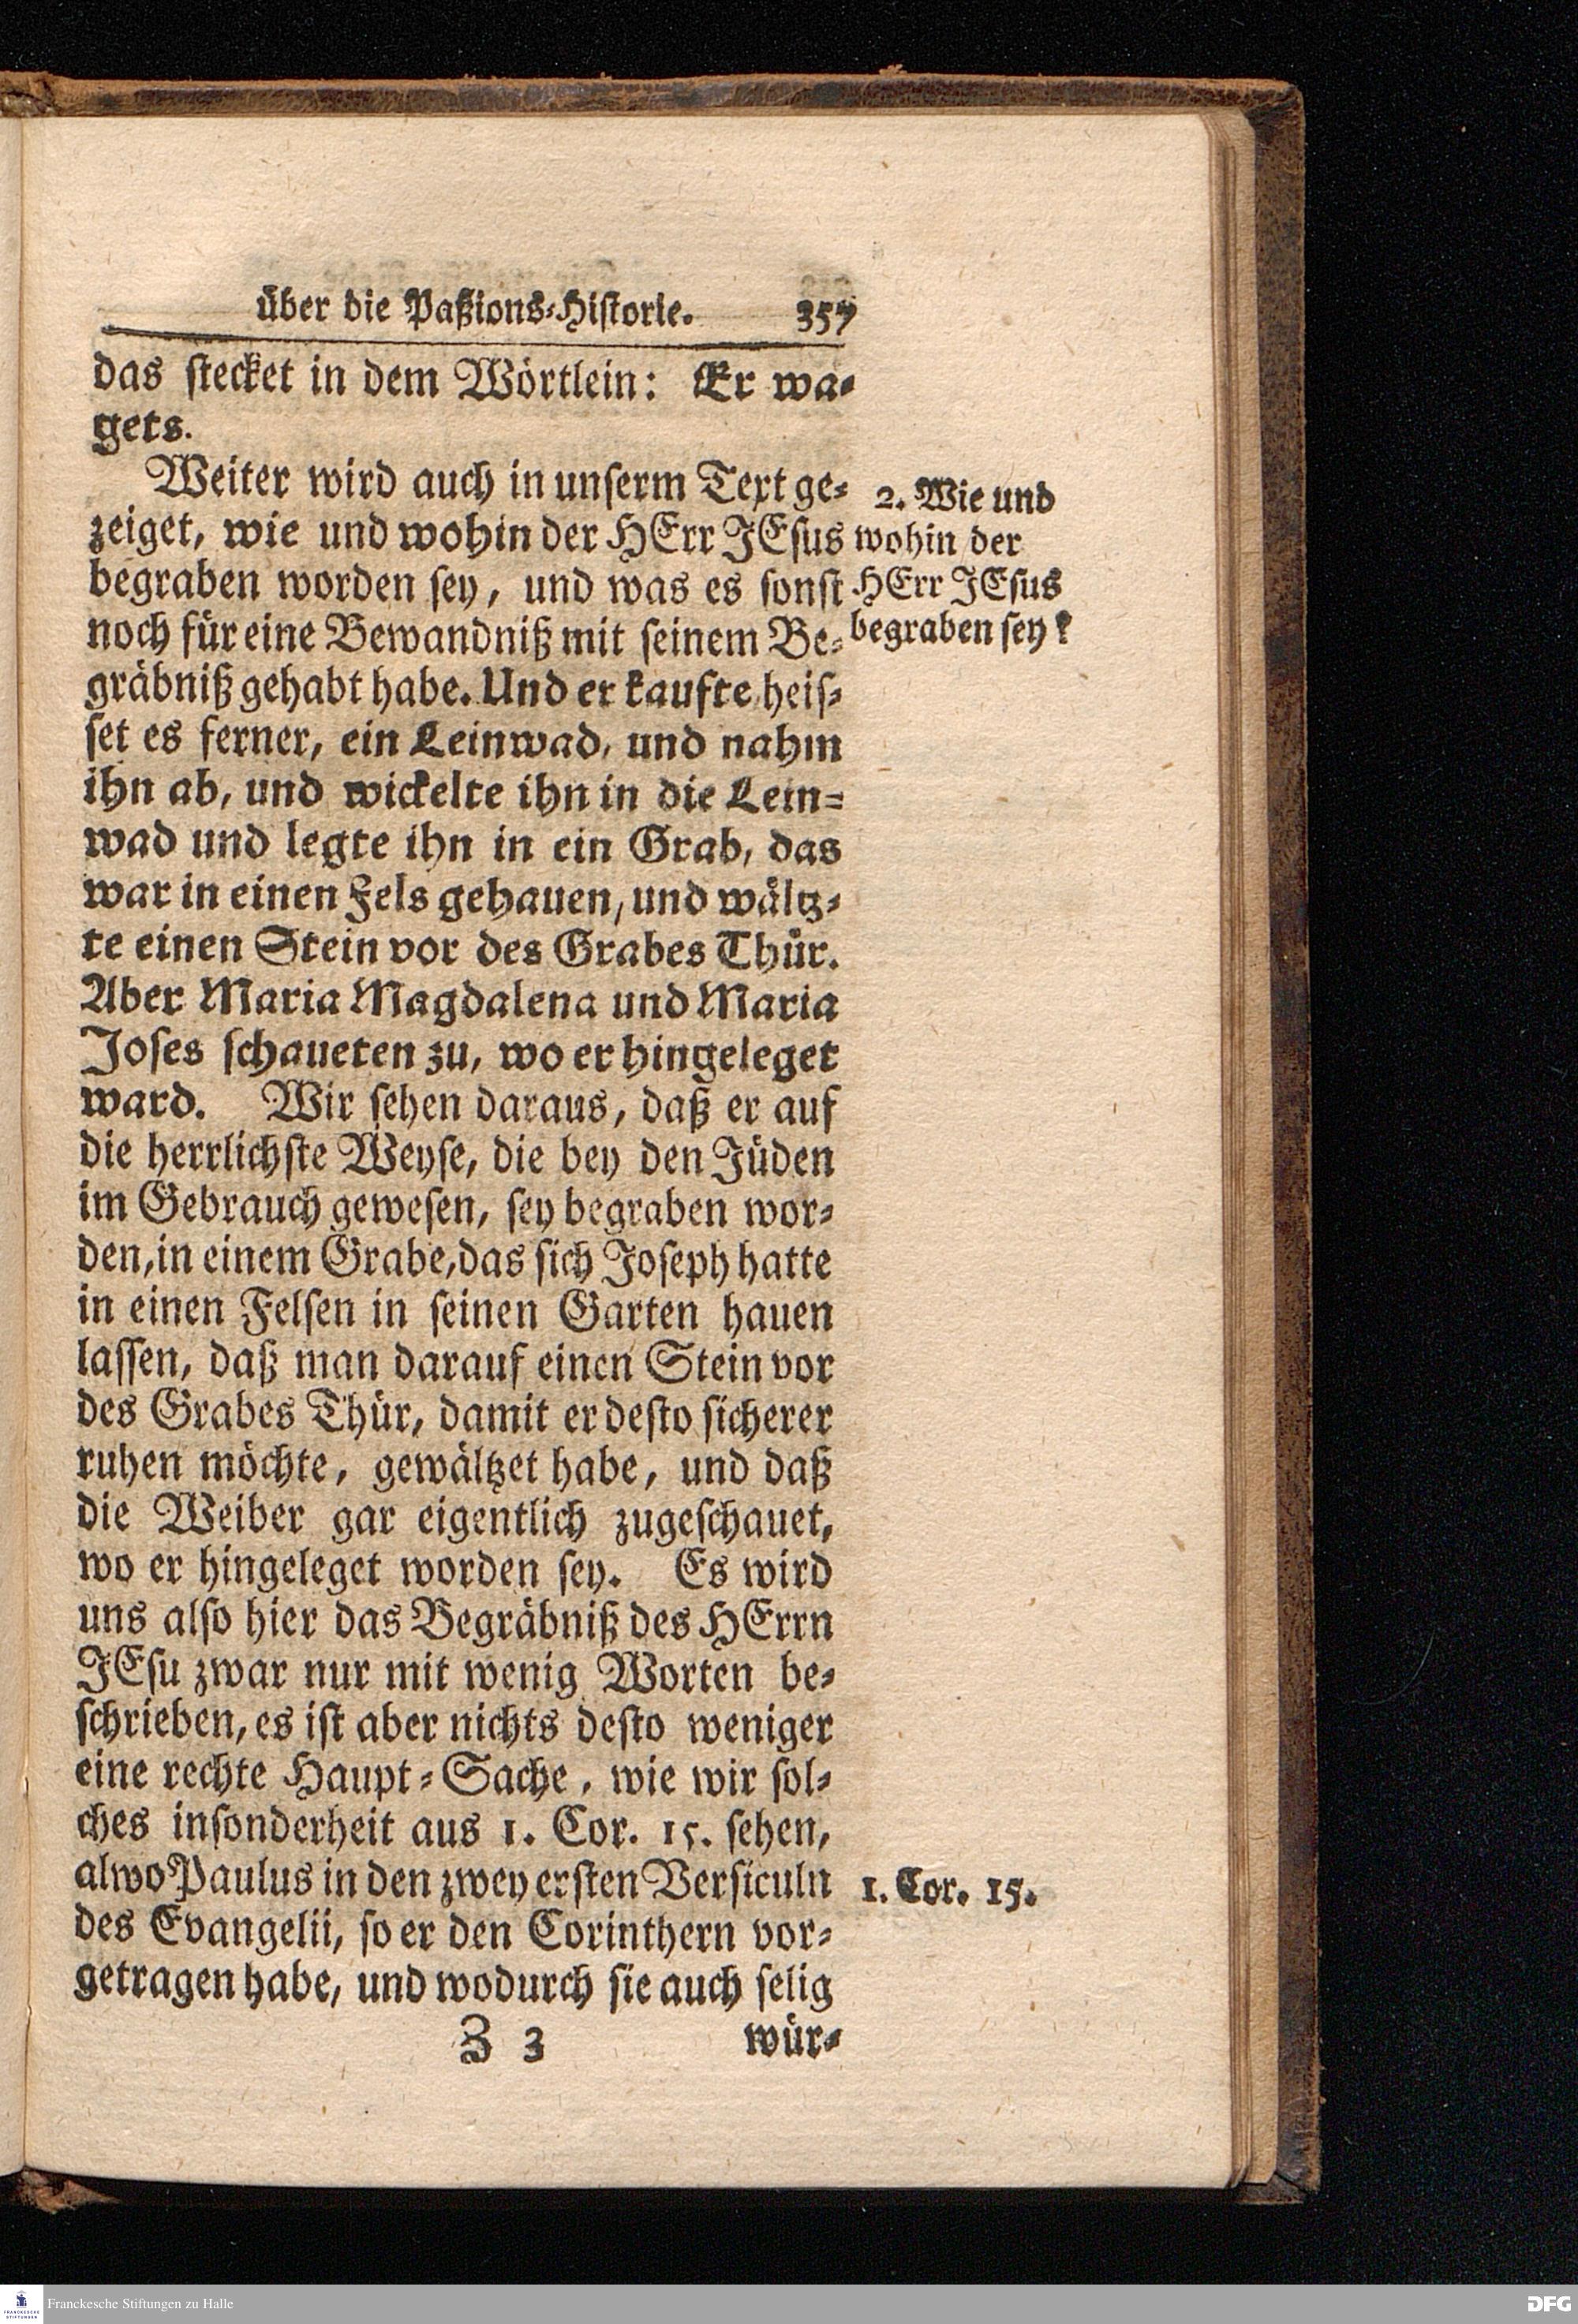 über die Paßions-Historie. 357
das stecket in dem Wörtlein: Er wa-
gets.
Weiter wird auch in unserm Text ge-
zeiget, wie und wohin der HErr JEsus
begraben worden sey, und was es sonst
noch für eine Bewandniß mit seinem Be-
gräbniß gehabt habe. Und er kaufte, heis-
set es ferner, ein Leinwad, und nahm
ihn ab, und wickelte ihn in die Lein-
wad und legte ihn in ein Grab, das
war in einen Fels gehauen, und wältz-
te einen Stein vor des Grabes Thür.
Aber Maria Magdalena und Maria
Joses schaueten zu, wo er hingeleget
ward. Wir sehen daraus, daß er auf
die herrlichste Weyse, die bey den Jüden
im Gebrauch gewesen, sey begraben wor-
den, in einem Grabe, das sich Joseph hatte
in einen Felsen in seinen Garten hauen
lassen, daß man darauf einen Stein vor
des Grabes Thür, damit er desto sicherer
ruhen möchte, gewältzet habe, und daß
die Weiber gar eigentlich zugeschauet,
wo er hingeleget worden sey. Es wird
uns also hier das Begräbniß des HErrn
JEsu zwar nur mit wenig Worten be-
schrieben, es ist aber nichts desto weniger
eine rechte Haupt-Sache, wie wir sol-
ches insonderheit aus 1. Cor. 15. sehen,
alwo Paulus in den zwey ersten Versiculn
des Evangelii, so er den Corinthern vor-
getragen habe, und wodurch sie auch selig
Z 3 wür-
2. Wie und
wohin der
HErr JEsus
begraben sey?
1. Cor. 15.
FRANCKESCHE
STIFTUNGEN
Franckesche Stiftungen zu Halle
DFG